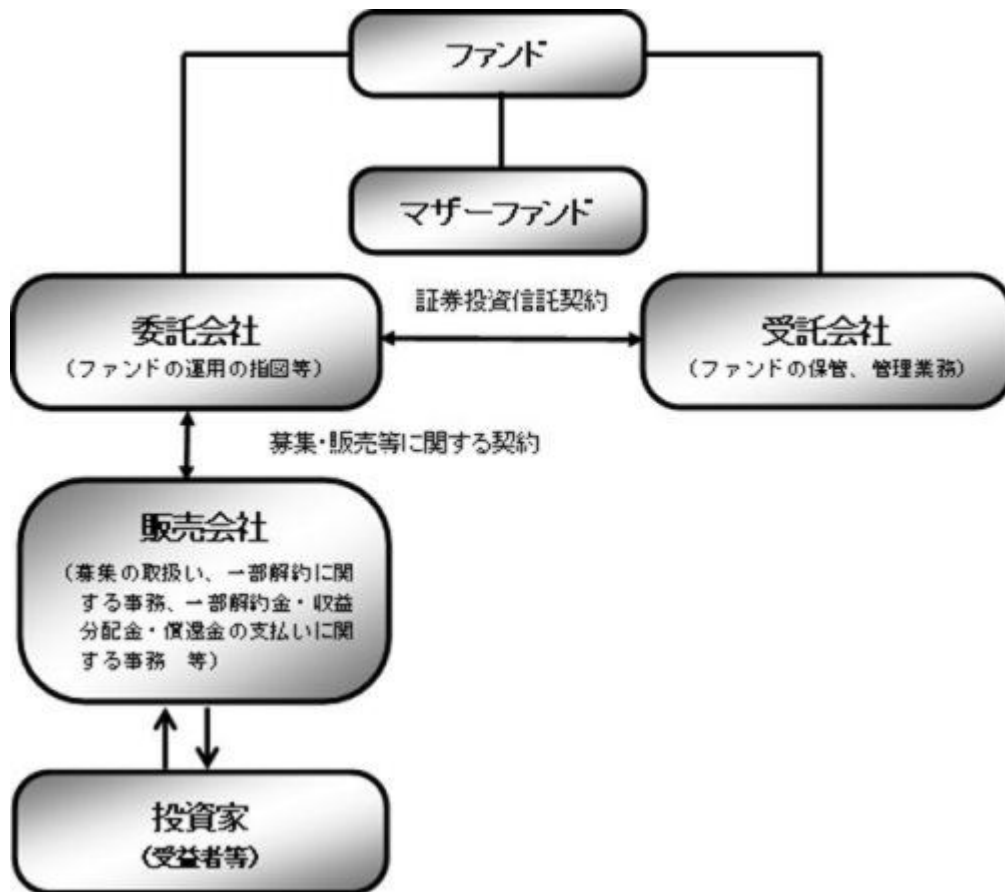 ファンド
マザーファンド
証券投資信託契約
委託会社
（ファンドの運用の指図等）
受託会社
（ファンドの保管、管理業務）
募集・販売等に関する契約
販売会社
（募集の取扱い、一部解約に関
する事務、一部解約金・収益
分配金・償還金の支払いに関
する事務　等）
投資家
（受益者等）